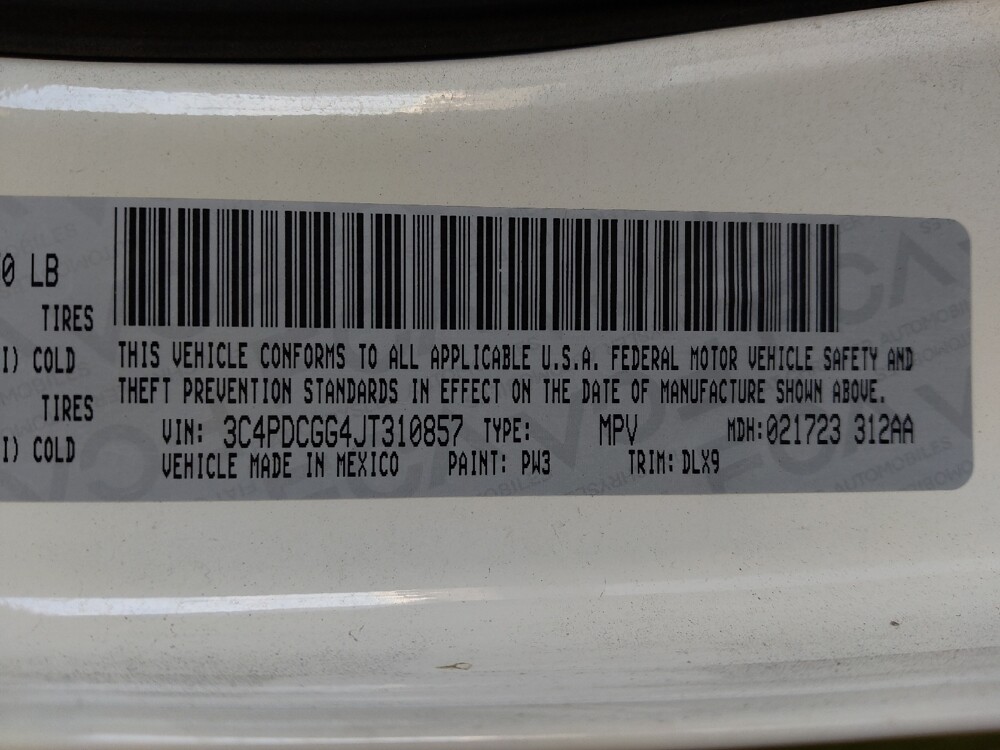 0 LB
TIRES
I) COLD
TIRES
I) COLD
THIS VEHICLE CONFORMS TO ALL APPLICABLE U.S.A. FEDERAL MOTOR VEHICLE SAFETY AND
THEFT PREVENTION STANDARDS IN EFFECT ON THE DATE OF MANUFACTURE SHOWN ABOVE.
VIN: 3C4PDCGG4JT310857 TYPE: MPV MDH:021723 312AA
VEHICLE MADE IN MEXICO PAINT: PW3 TRIM: DLX9